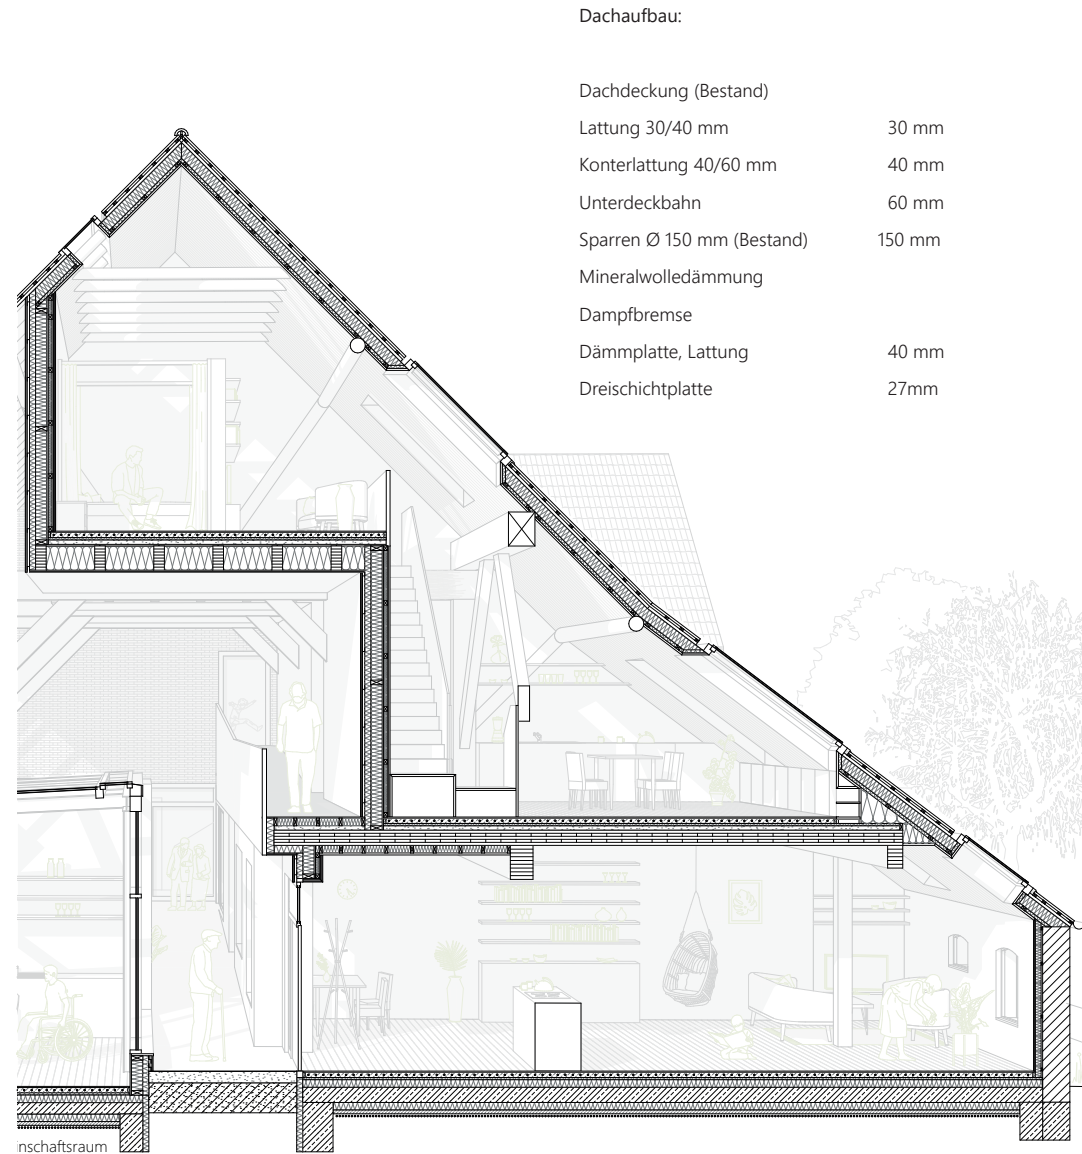 Dachaufbau:
Dachdeckung (Bestand)
Lattung 30/40 mm 30 mm
Konterlattung 40/60 mm 40 mm
Unterdeckbahn 60 mm
Sparren Ø 150 mm (Bestand) 150 mm
Mineralwolledämmung
Dampfbremse
Dämmplatte, Lattung 40 mm
Dreischichtplatte 27mm
inschaftsraum